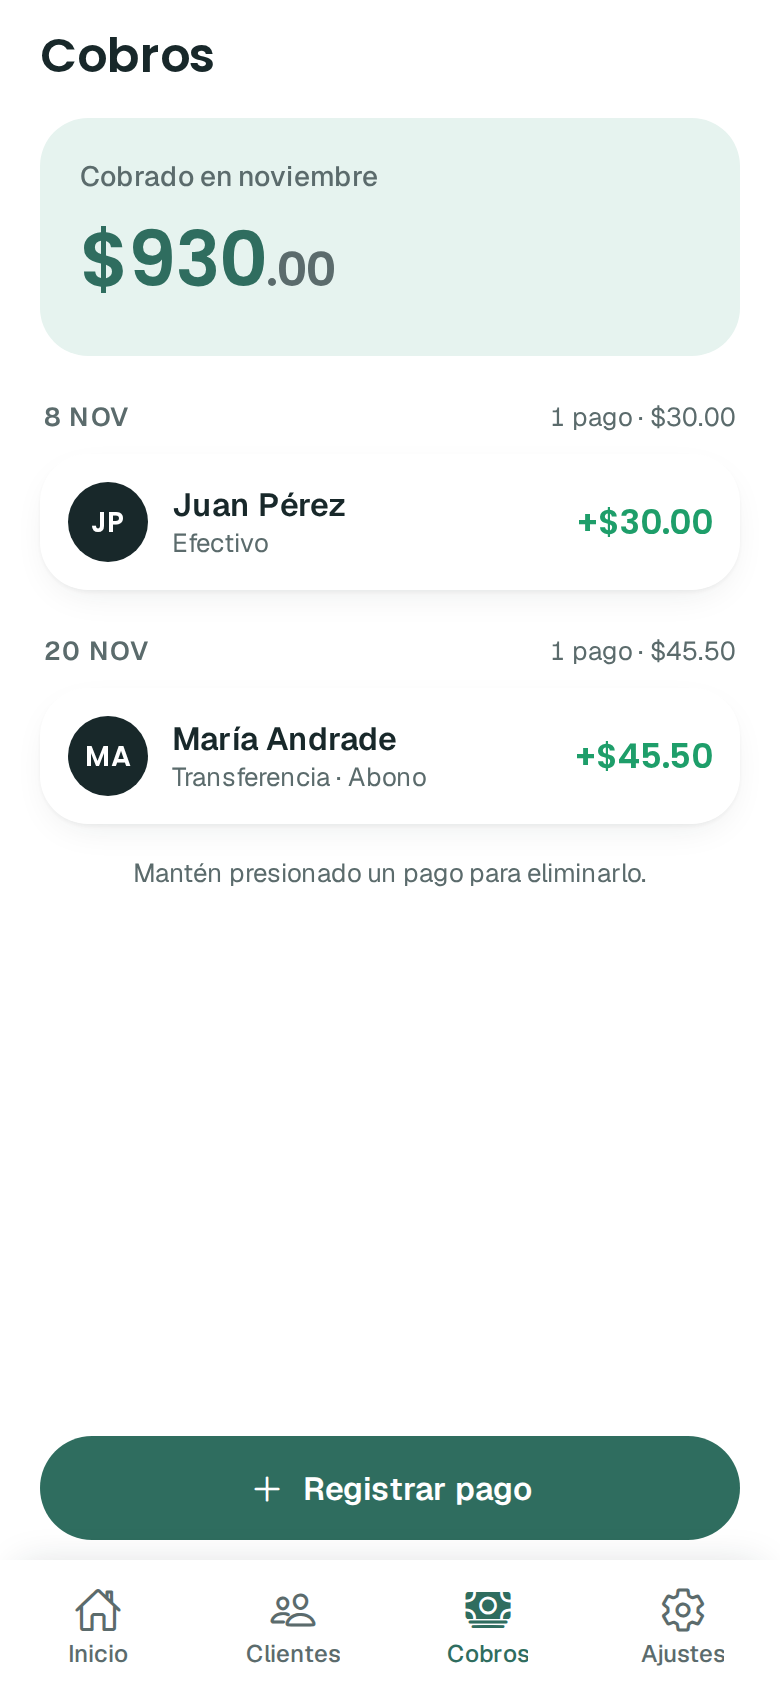 Cobros
Cobrado en noviembre
$930.00
8 NOV
1 pago · $30.00
JP
Juan Pérez
Efectivo
+$30.00
20 NOV
1 pago · $45.50
MA
María Andrade
Transferencia · Abono
+$45.50
Mantén presionado un pago para eliminarlo.
+ Registrar pago
Inicio
Clientes
Cobros
Ajustes